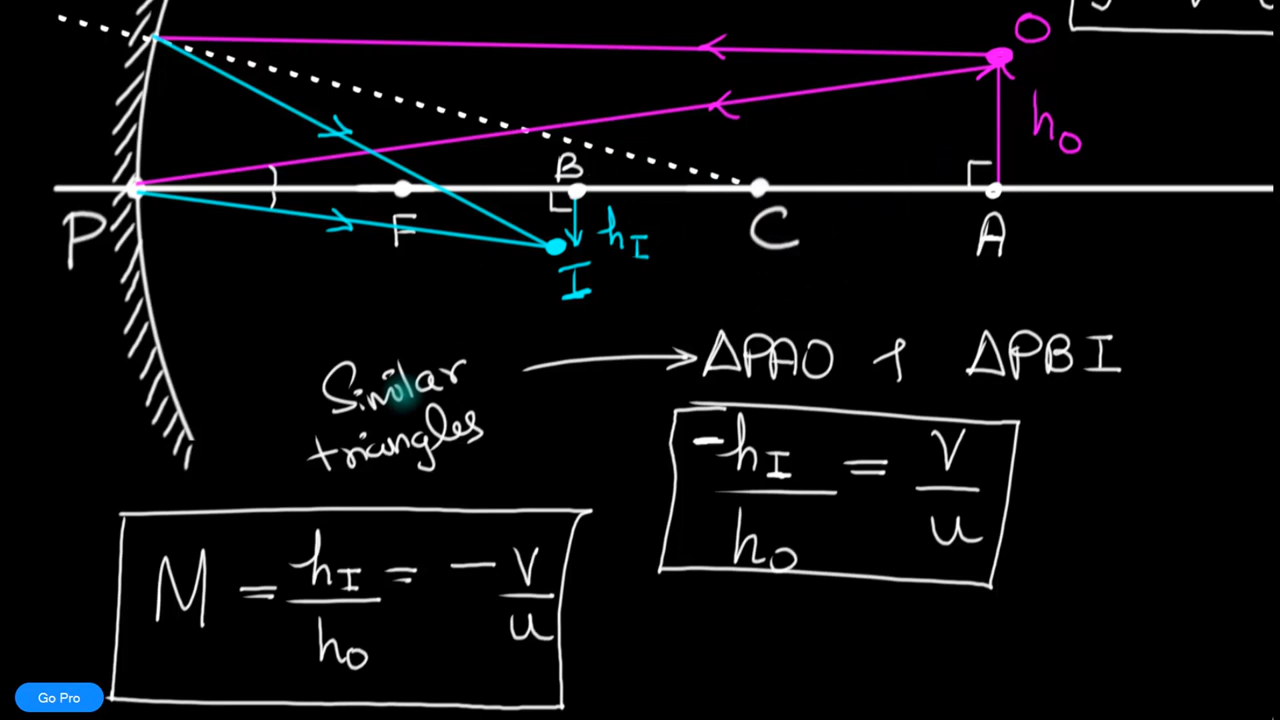 O
h₀
B
P
F
h_I
C
A
I
Similar triangles → ΔPAO & ΔPBI
-h_I/h₀ = v/u
M = h_I/h₀ = -v/u
Go Pro